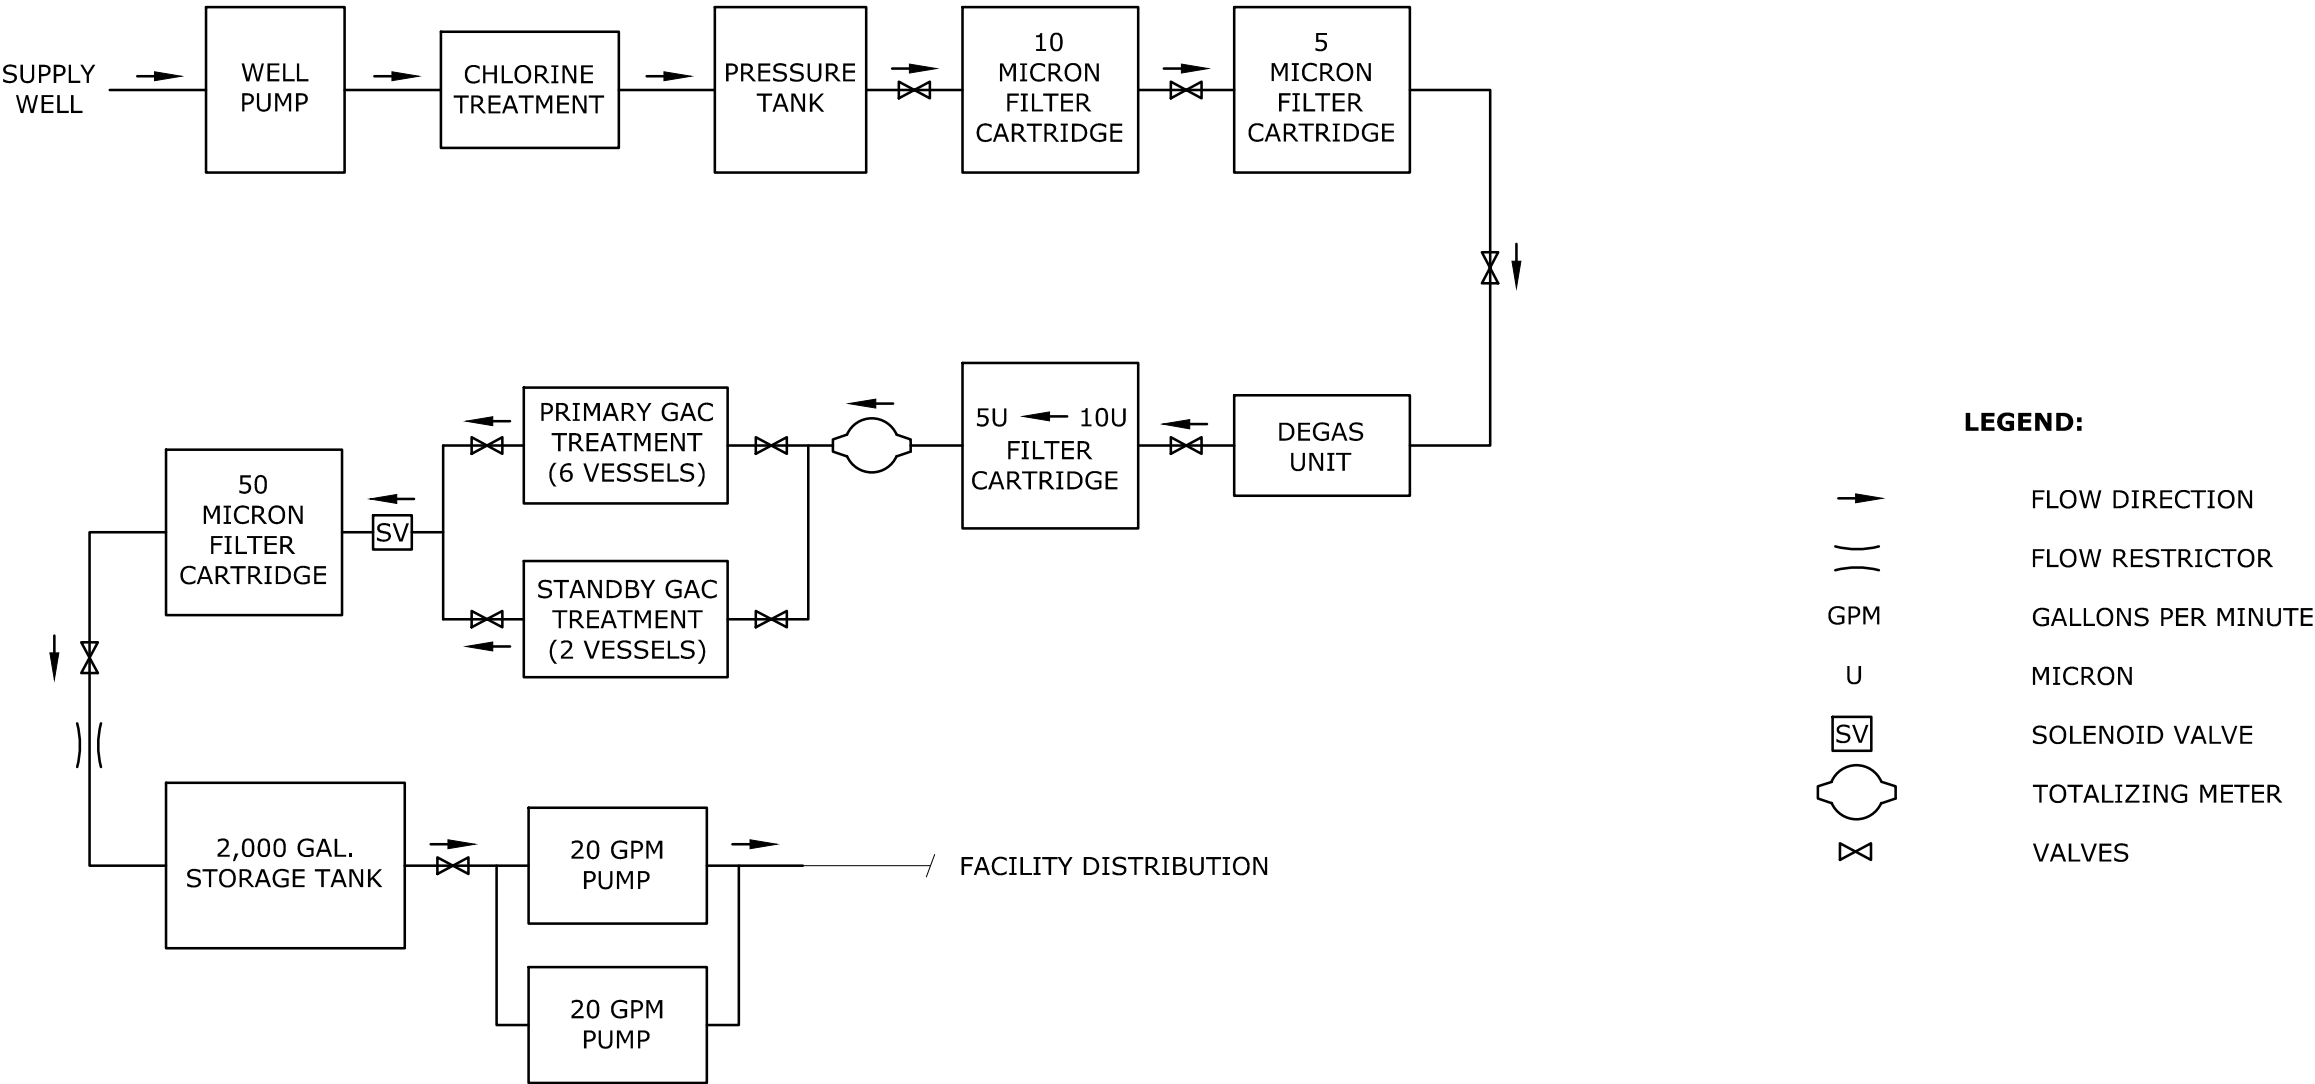 SUPPLY
WELL
WELL
PUMP
CHLORINE
TREATMENT
PRESSURE
TANK
10
MICRON
FILTER
CARTRIDGE
5
MICRON
FILTER
CARTRIDGE
50
MICRON
FILTER
CARTRIDGE
SV
PRIMARY GAC
TREATMENT
(6 VESSELS)
STANDBY GAC
TREATMENT
(2 VESSELS)
5U 10U
FILTER
CARTRIDGE
DEGAS
UNIT
2,000 GAL.
STORAGE TANK
20 GPM
PUMP
20 GPM
PUMP
FACILITY DISTRIBUTION
LEGEND:
FLOW DIRECTION
FLOW RESTRICTOR
GPM GALLONS PER MINUTE
U MICRON
SV SOLENOID VALVE
TOTALIZING METER
VALVES